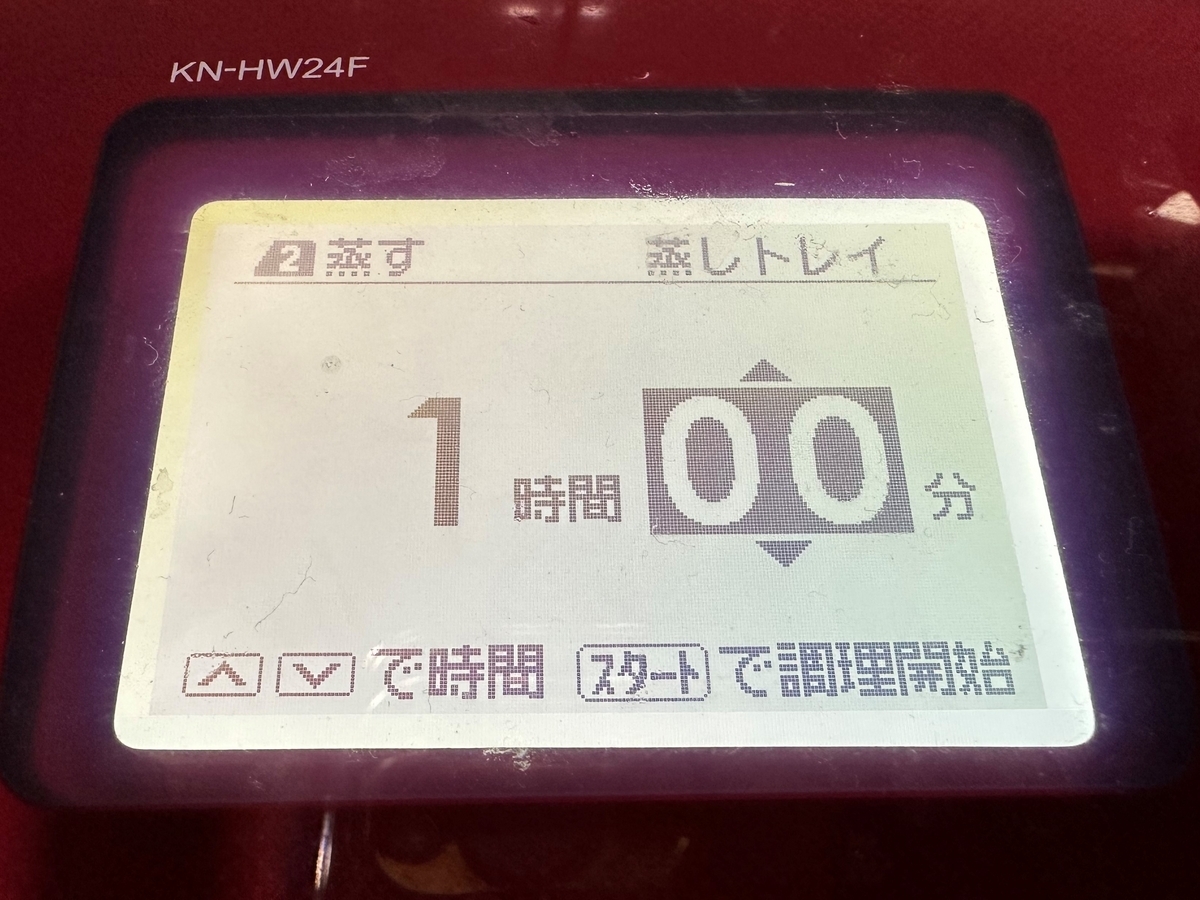 KN-HW24F
2 蒸す 蒸しトレイ
1 時間 00 分
で時間 スタート で調理開始